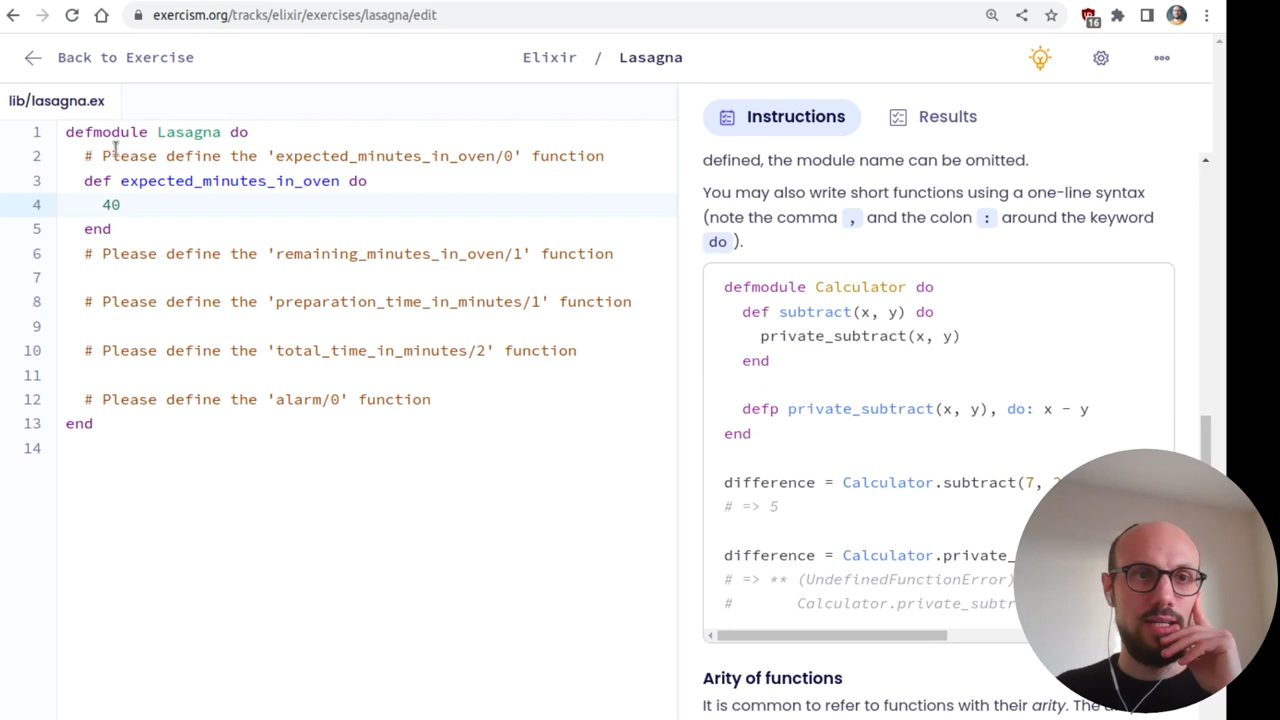 exercism.org/tracks/elixir/exercises/lasagna/edit
16
Back to Exercise
Elixir / Lasagna
lib/lasagna.ex
1 defmodule Lasagna do
2 # Please define the 'expected_minutes_in_oven/0' function
3 def expected_minutes_in_oven do
4 40
5 end
6 # Please define the 'remaining_minutes_in_oven/1' function
7
8 # Please define the 'preparation_time_in_minutes/1' function
9
10 # Please define the 'total_time_in_minutes/2' function
11
12 # Please define the 'alarm/0' function
13 end
14
Instructions
Results
defined, the module name can be omitted.
You may also write short functions using a one-line syntax
(note the comma , and the colon : around the keyword
do ).
defmodule Calculator do
def subtract(x, y) do
private_subtract(x, y)
end
defp private_subtract(x, y), do: x - y
end
difference = Calculator.subtract(7,
# => 5
difference = Calculator.private_
# => ** (UndefinedFunctionError)
# Calculator.private_subtr
Arity of functions
It is common to refer to functions with their arity. The